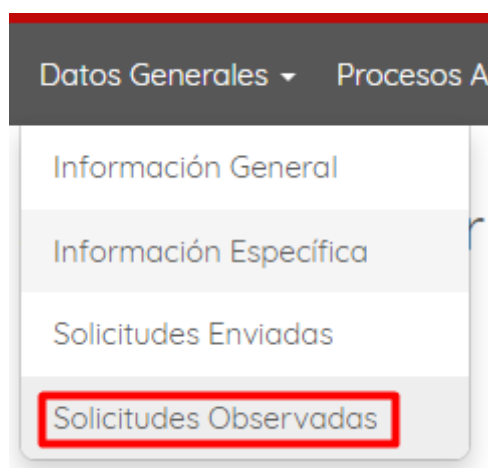 Datos Generales Procesos A
Información General
Información Específica
Solicitudes Enviadas
Solicitudes Observadas